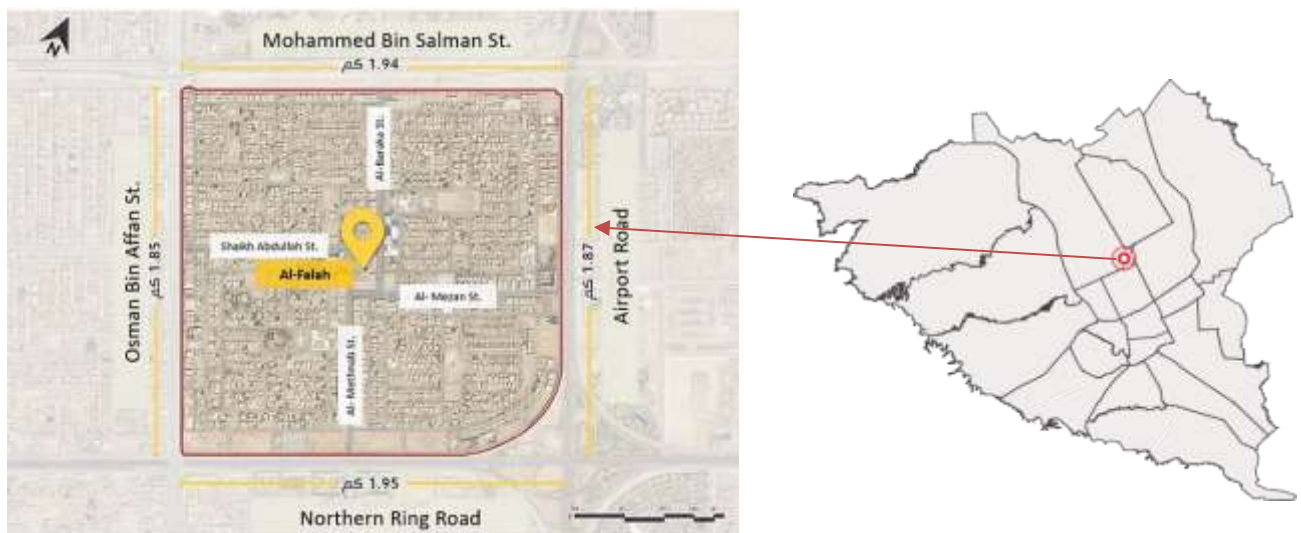 N
Mohammed Bin Salman St.
1.94 كم
Al-Baraka St.
Osman Bin Affan St.
1.85 كم
Shaikh Abdullah St.
Al-Falah
Al- Mezan St.
Al-Methnub St.
1.87 كم
Airport Road
1.95 كم
Northern Ring Road